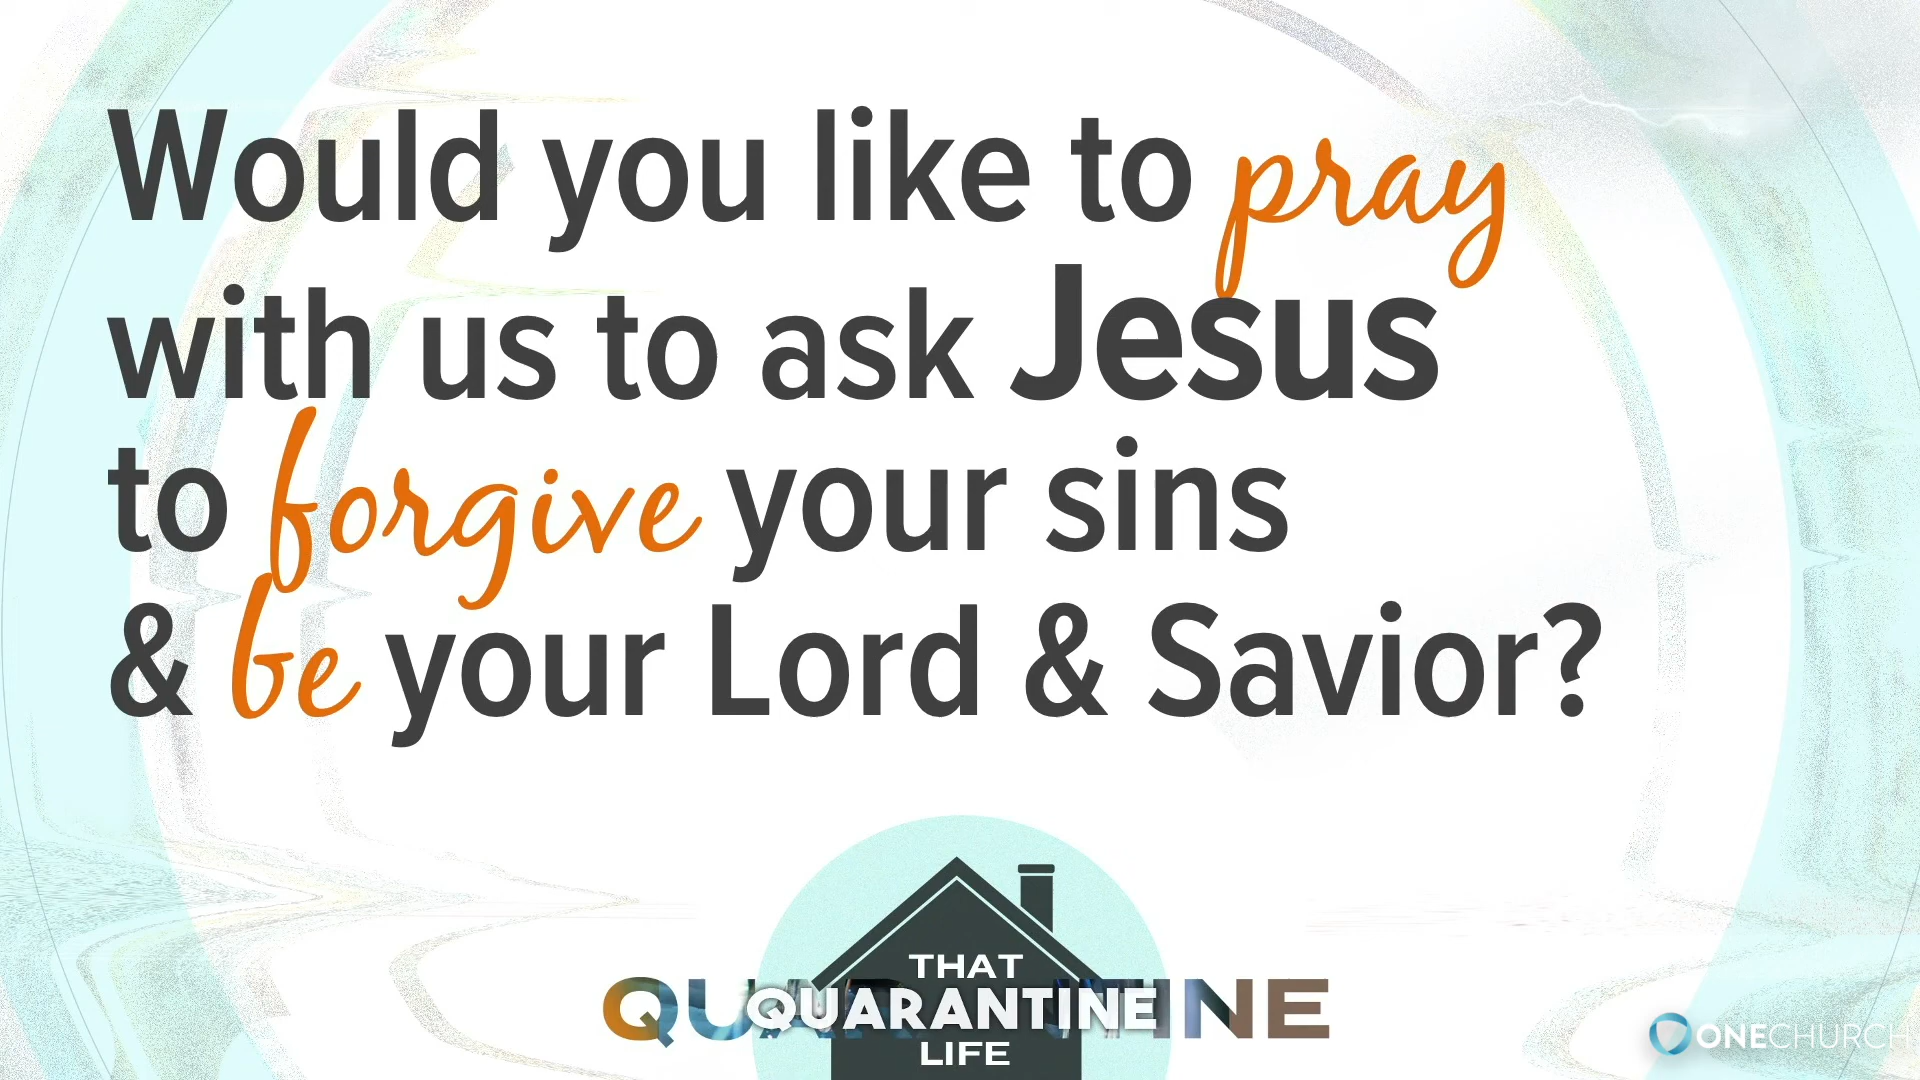 Would you like to pray
with us to ask Jesus
to forgive your sins
& be your Lord & Savior?
THAT
QUARANTINE
QUARANTINE
LIFE
ONECHURCH